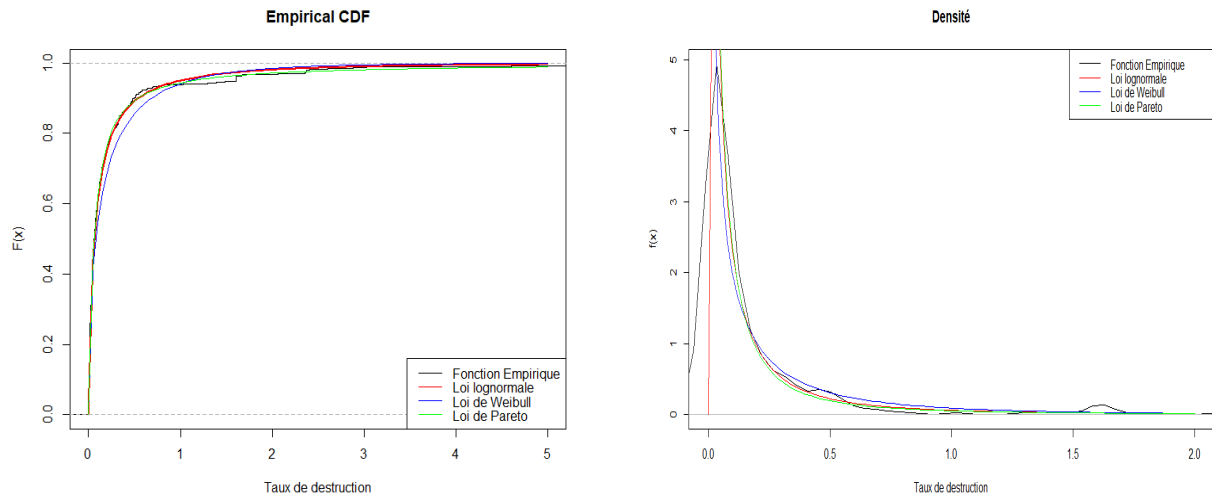 Empirical CDF
F(x)
1.0
0.8
0.6
0.4
0.2
0.0
Fonction Empirique
Loi lognormale
Loi de Weibull
Loi de Pareto
0 1 2 3 4 5
Taux de destruction
Densité
f(x)
5
4
3
2
1
0
Fonction Empirique
Loi lognormale
Loi de Weibull
Loi de Pareto
0.0 0.5 1.0 1.5 2.0
Taux de destruction